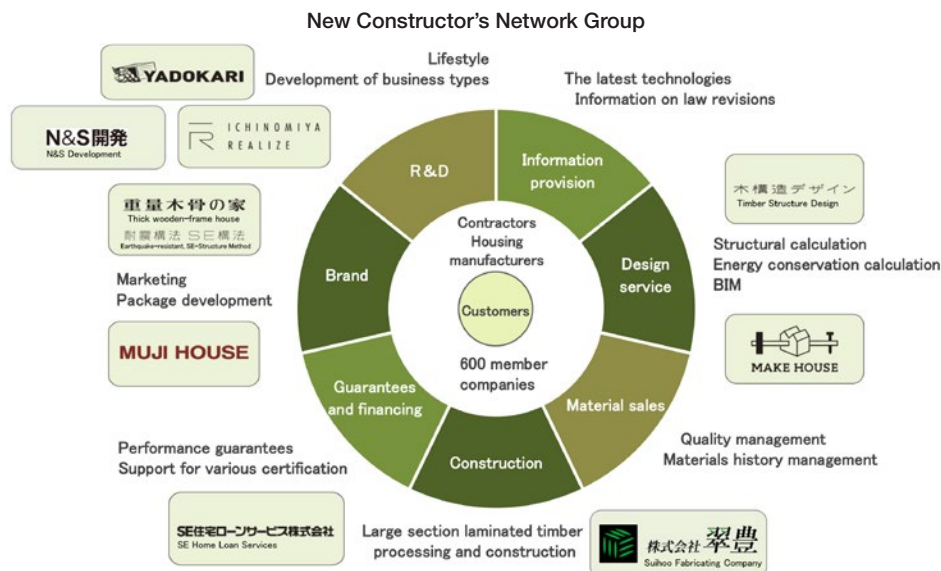 New Constructor's Network Group
YADOKARI
Lifestyle
Development of business types
The latest technologies
Information on law revisions
N&S開発
N&S Development
ICHINOMIYA
REALIZE
R&D
Information
provision
重量木骨の家
Thick wooden-frame house
耐震構法 SE構法
Earthquake-resistant, SE-Structure Method
木構造デザイン
Timber Structure Design
Contractors
Housing
manufacturers
Structural calculation
Energy conservation calculation
BIM
Brand
Design
service
Marketing
Package development
Customers
MUJI HOUSE
MAKE HOUSE
600 member
companies
Guarantees
and financing
Material sales
Construction
Performance guarantees
Support for various certification
Quality management
Materials history management
SE住宅ローンサービス株式会社
SE Home Loan Services
Large section laminated timber
processing and construction
株式会社 翠豊
Suihoo Fabricating Company